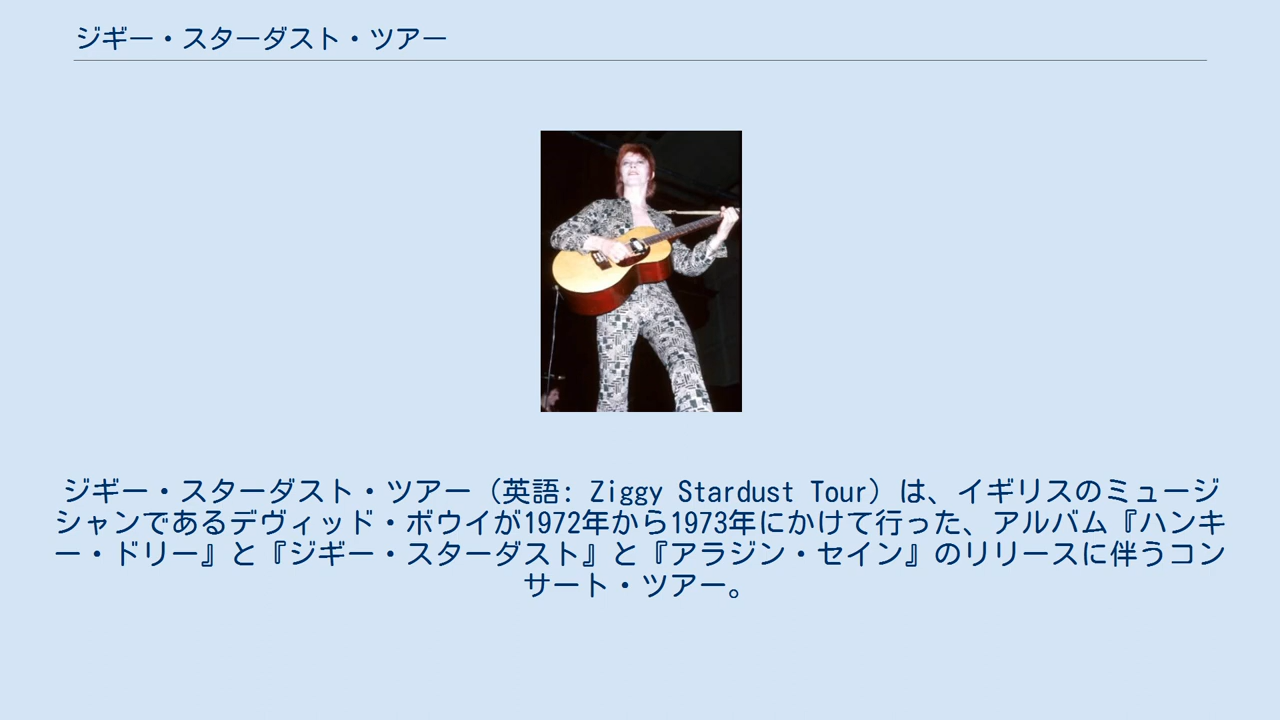 ジギー・スターダスト・ツアー
ジギー・スターダスト・ツアー（英語: Ziggy Stardust Tour）は、イギリスのミュージ
シャンであるデヴィッド・ボウイが1972年から1973年にかけて行った、アルバム『ハンキ
ー・ドリー』と『ジギー・スターダスト』と『アラジン・セイン』のリリースに伴うコン
サート・ツアー。